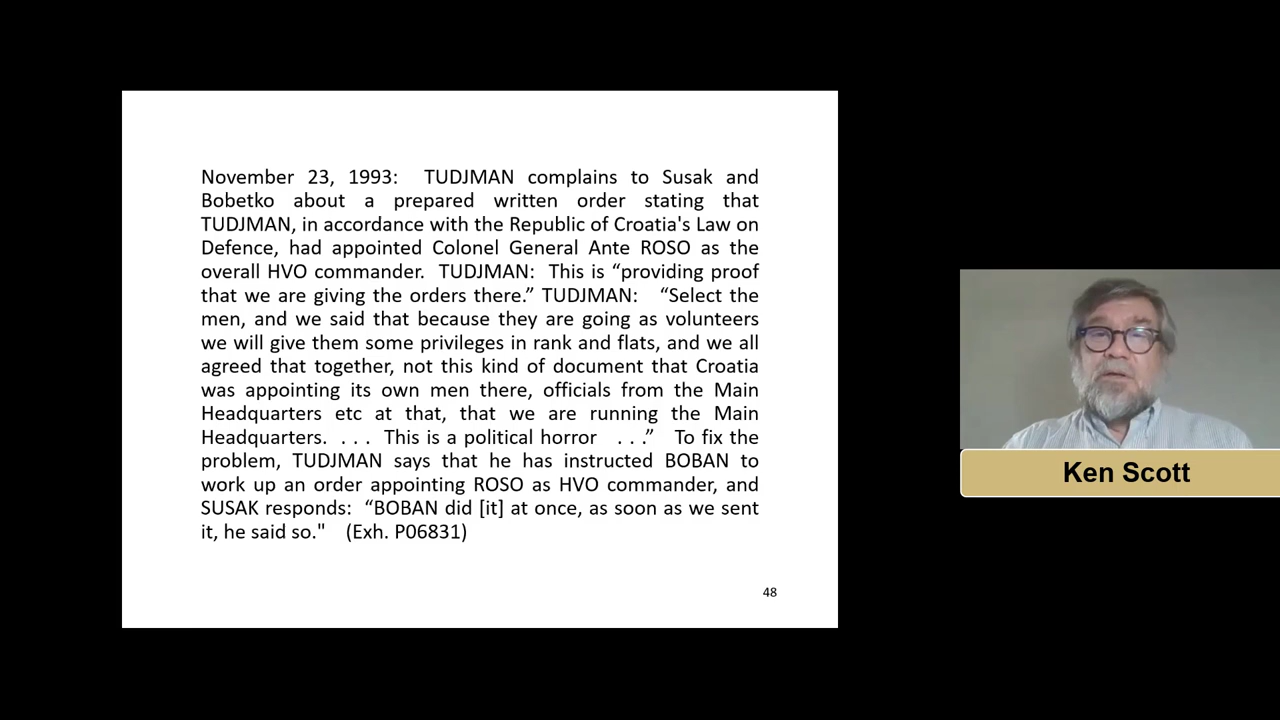 November 23, 1993: TUDJMAN complains to Susak and
Bobetko about a prepared written order stating that
TUDJMAN, in accordance with the Republic of Croatia's Law on
Defence, had appointed Colonel General Ante ROSO as the
overall HVO commander. TUDJMAN: This is “providing proof
that we are giving the orders there.” TUDJMAN: “Select the
men, and we said that because they are going as volunteers
we will give them some privileges in rank and flats, and we all
agreed that together, not this kind of document that Croatia
was appointing its own men there, officials from the Main
Headquarters etc at that, that we are running the Main
Headquarters. . . . This is a political horror . . .” To fix the
problem, TUDJMAN says that he has instructed BOBAN to
work up an order appointing ROSO as HVO commander, and
SUSAK responds: “BOBAN did [it] at once, as soon as we sent
it, he said so." (Exh. P06831)
48
Ken Scott